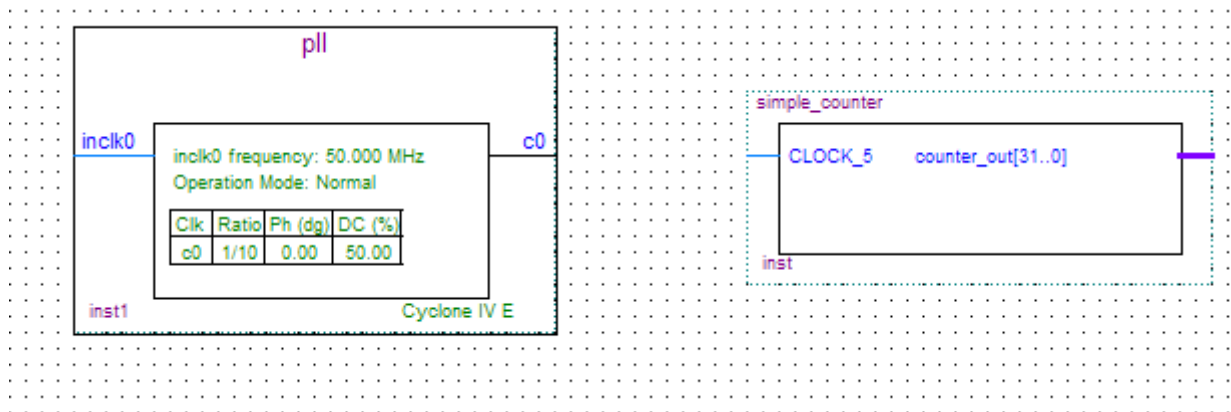 pll
inclk0
c0
inclk0 frequency: 50.000 MHz
Operation Mode: Normal
Clk Ratio Ph (dg) DC (%)
c0 1/10 0.00 50.00
inst1
Cyclone IV E
simple_counter
CLOCK_5 counter_out[31..0]
inst